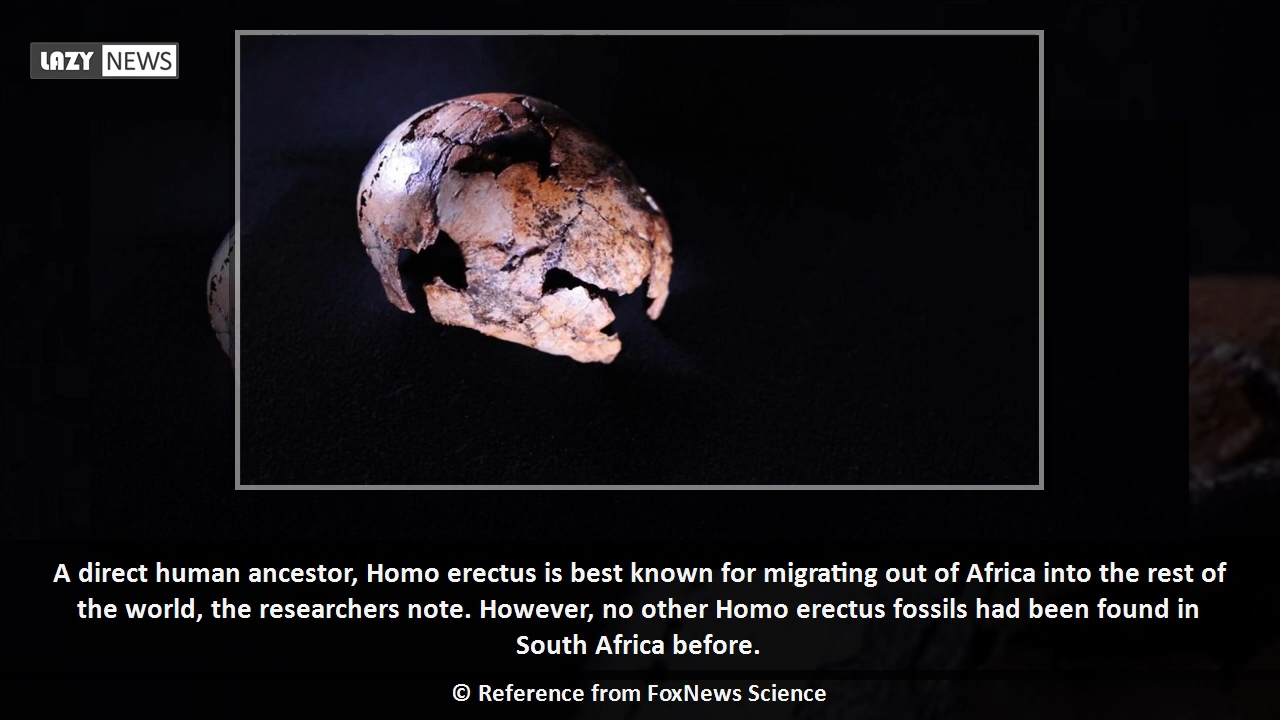 LAZY NEWS
A direct human ancestor, Homo erectus is best known for migrating out of Africa into the rest of
the world, the researchers note. However, no other Homo erectus fossils had been found in
South Africa before.
© Reference from FoxNews Science